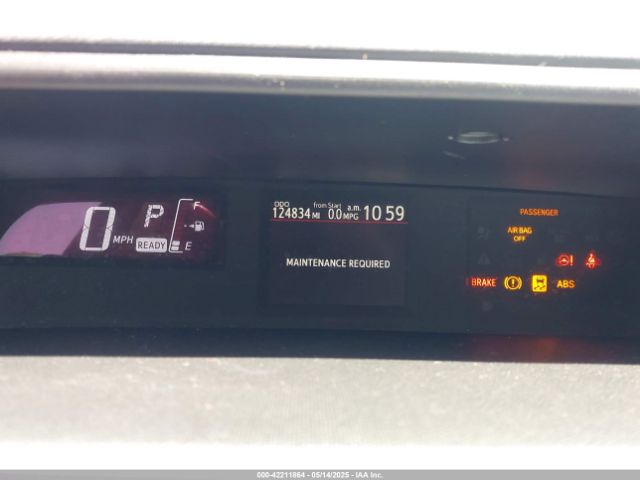 ODO from Start a.m.
124834 MI 0.0 MPG 10 59
MAINTENANCE REQUIRED
0 MPH
P
READY
F
E
PASSENGER
AIR BAG
OFF
BRAKE
ABS
000-42211864 - 05/14/2025 - IAA Inc.